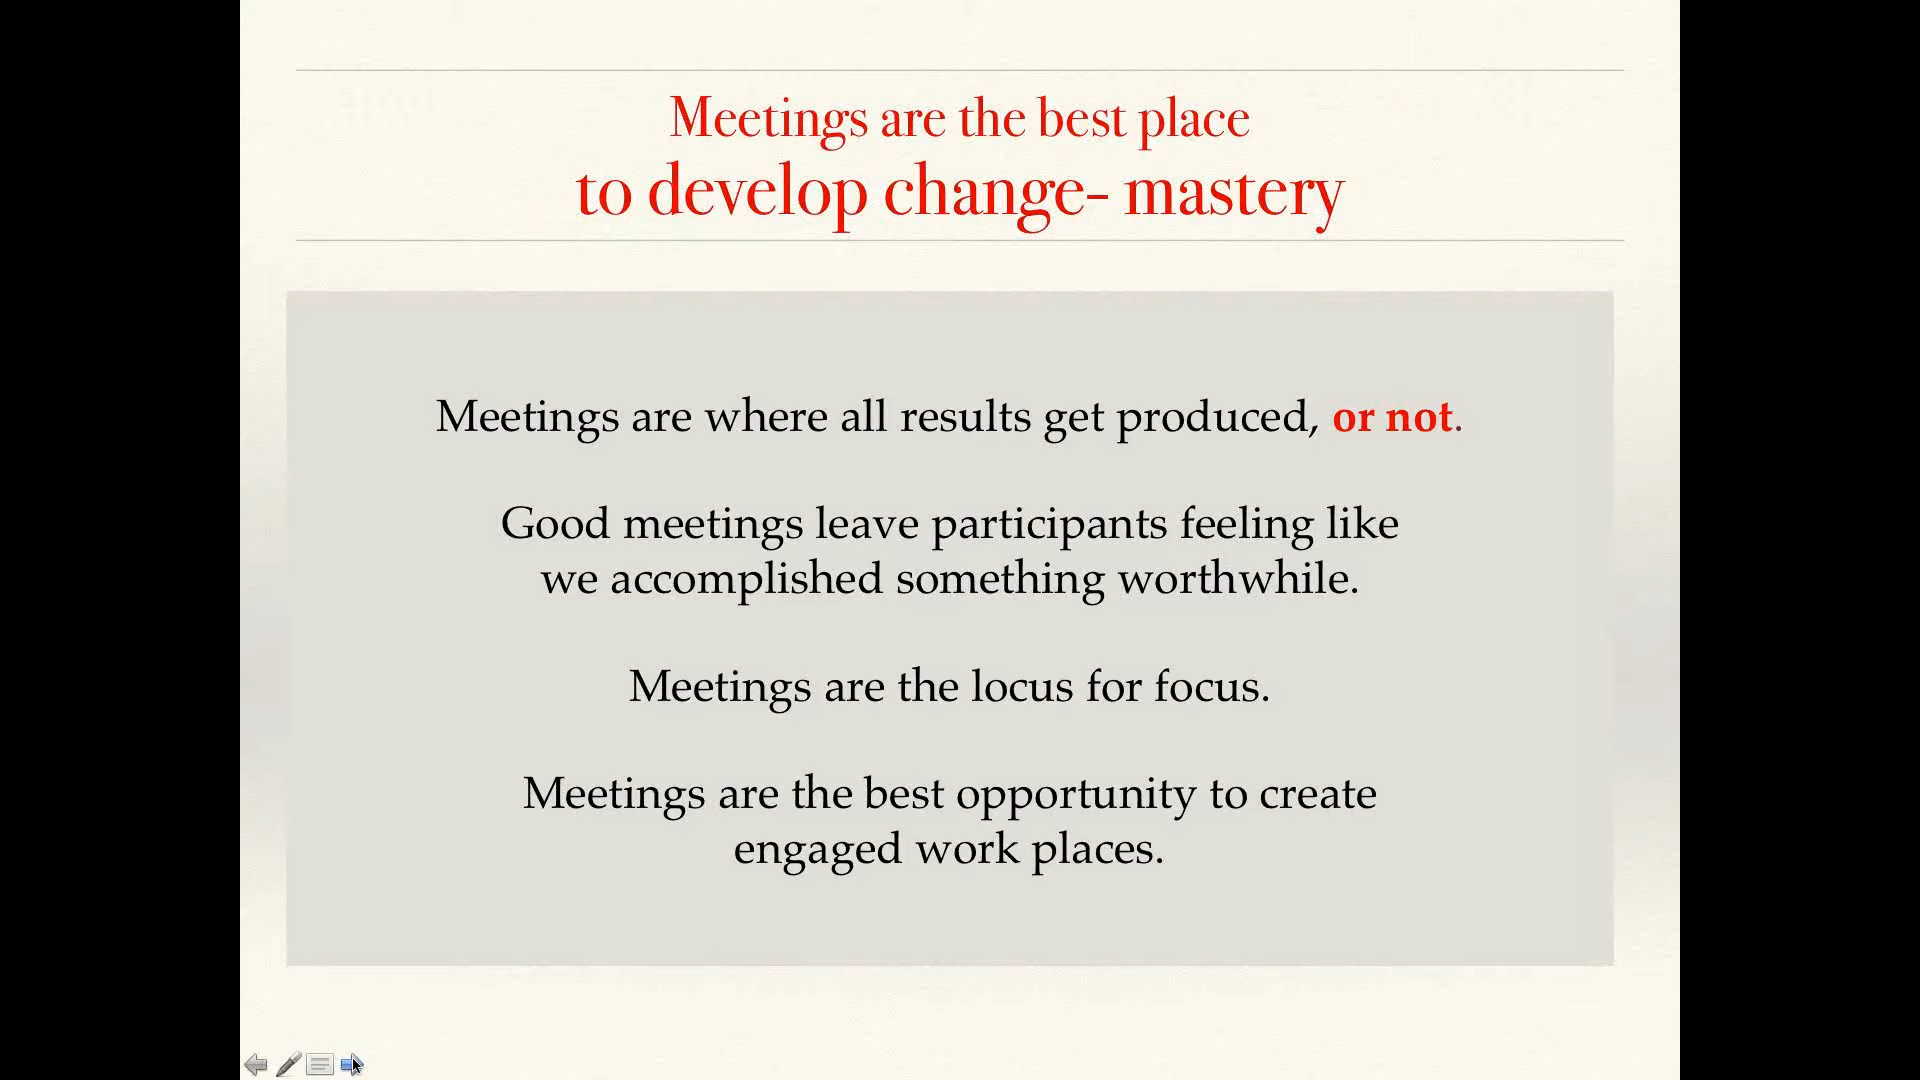 Meetings are the best place
to develop change- mastery
Meetings are where all results get produced, or not.
Good meetings leave participants feeling like
we accomplished something worthwhile.
Meetings are the locus for focus.
Meetings are the best opportunity to create
engaged work places.